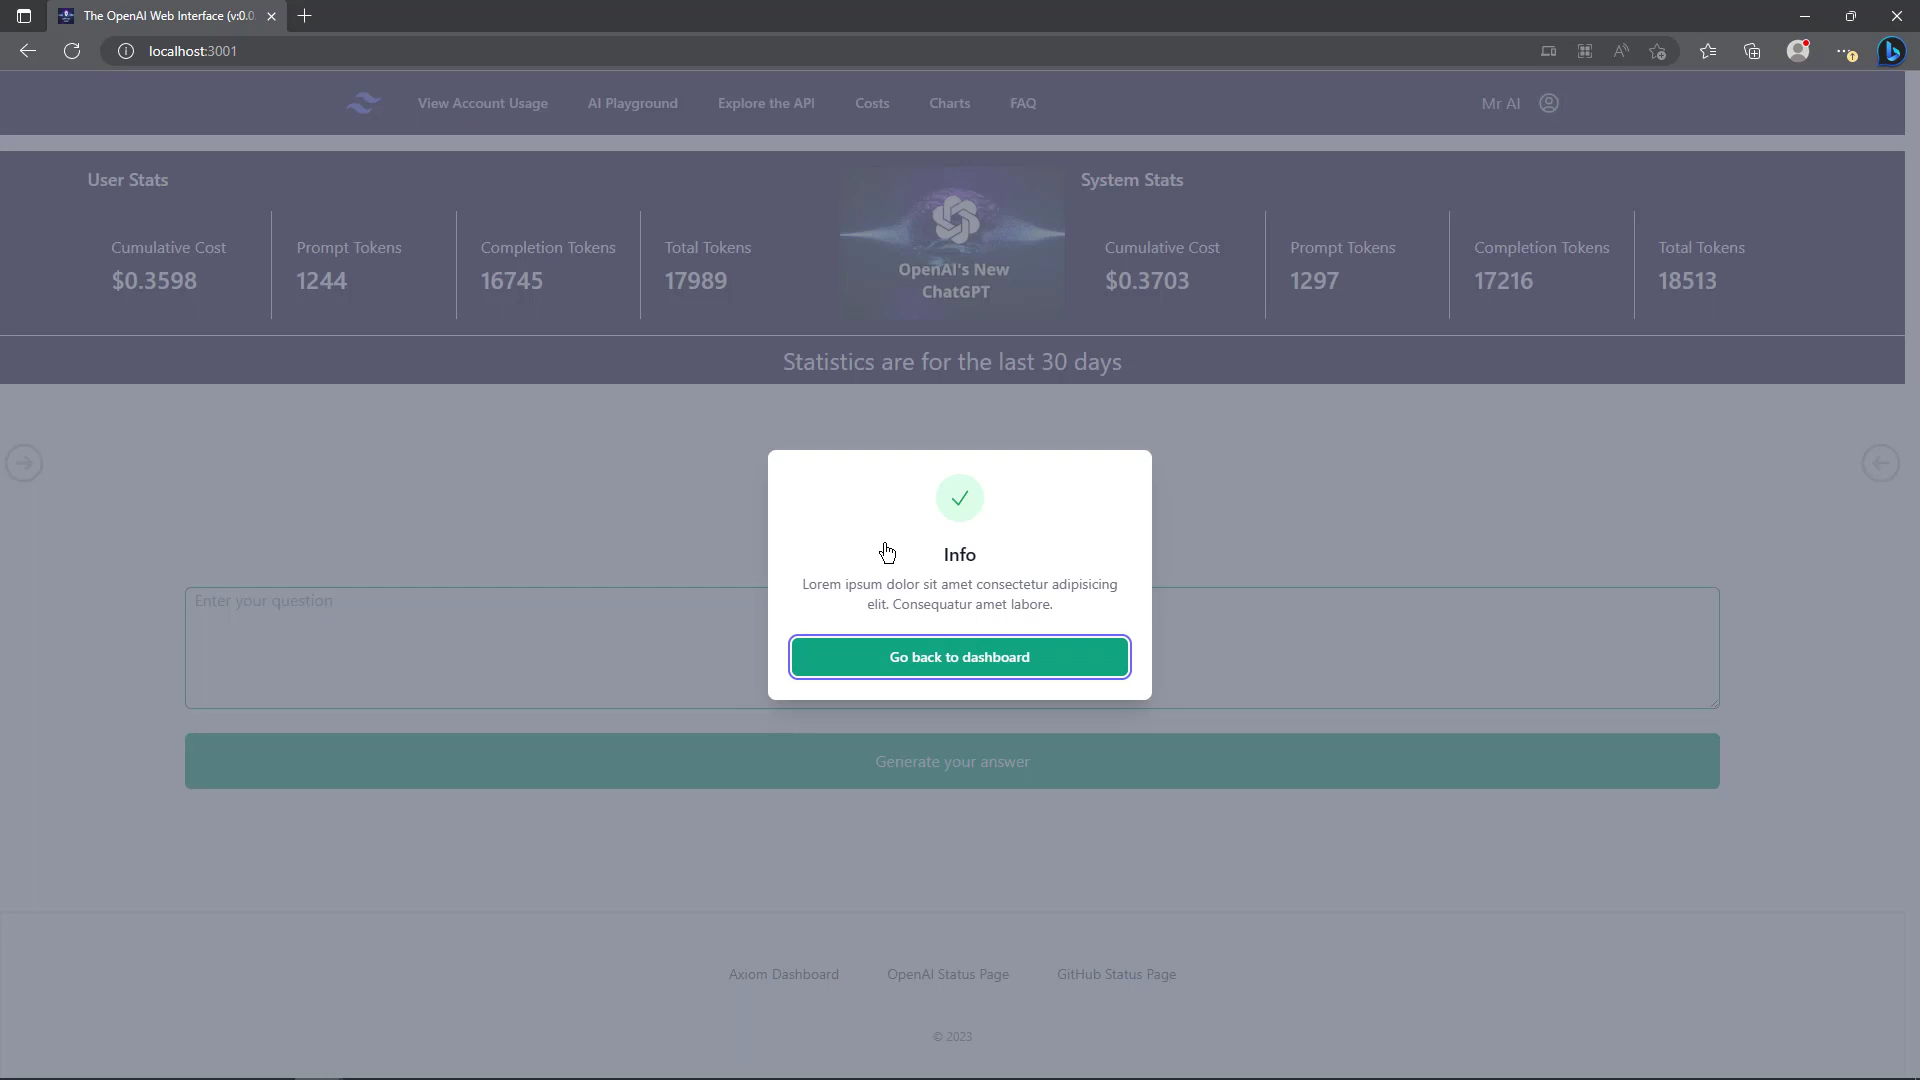 The OpenAI Web Interface (v:0.0.
localhost:3001
View Account Usage
AI Playground
Explore the API
Costs
Charts
FAQ
Mr AI
User Stats
Cumulative Cost
$0.3598
Prompt Tokens
1244
Completion Tokens
16745
Total Tokens
17989
OpenAI's New
ChatGPT
System Stats
Cumulative Cost
$0.3703
Prompt Tokens
1297
Completion Tokens
17216
Total Tokens
18513
Statistics are for the last 30 days
Info
Lorem ipsum dolor sit amet consectetur adipisicing
elit. Consequatur amet labore.
Go back to dashboard
Enter your question
Generate your answer
Axiom Dashboard
OpenAI Status Page
GitHub Status Page
© 2023